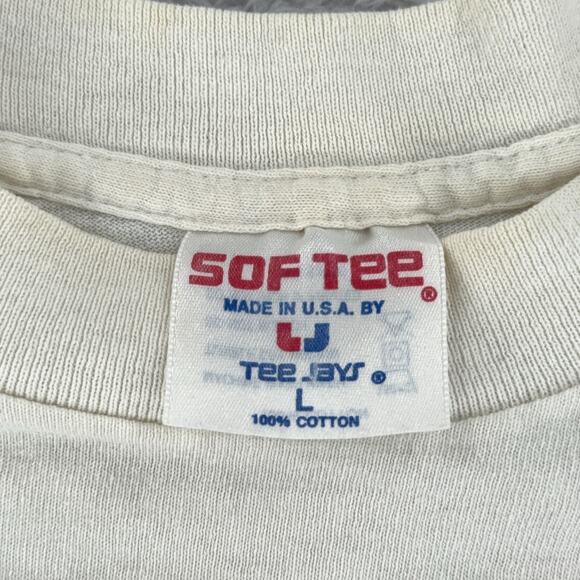 SOF TEE ®
MADE IN U.S.A. BY
TEE JAYS ®
L
100% COTTON